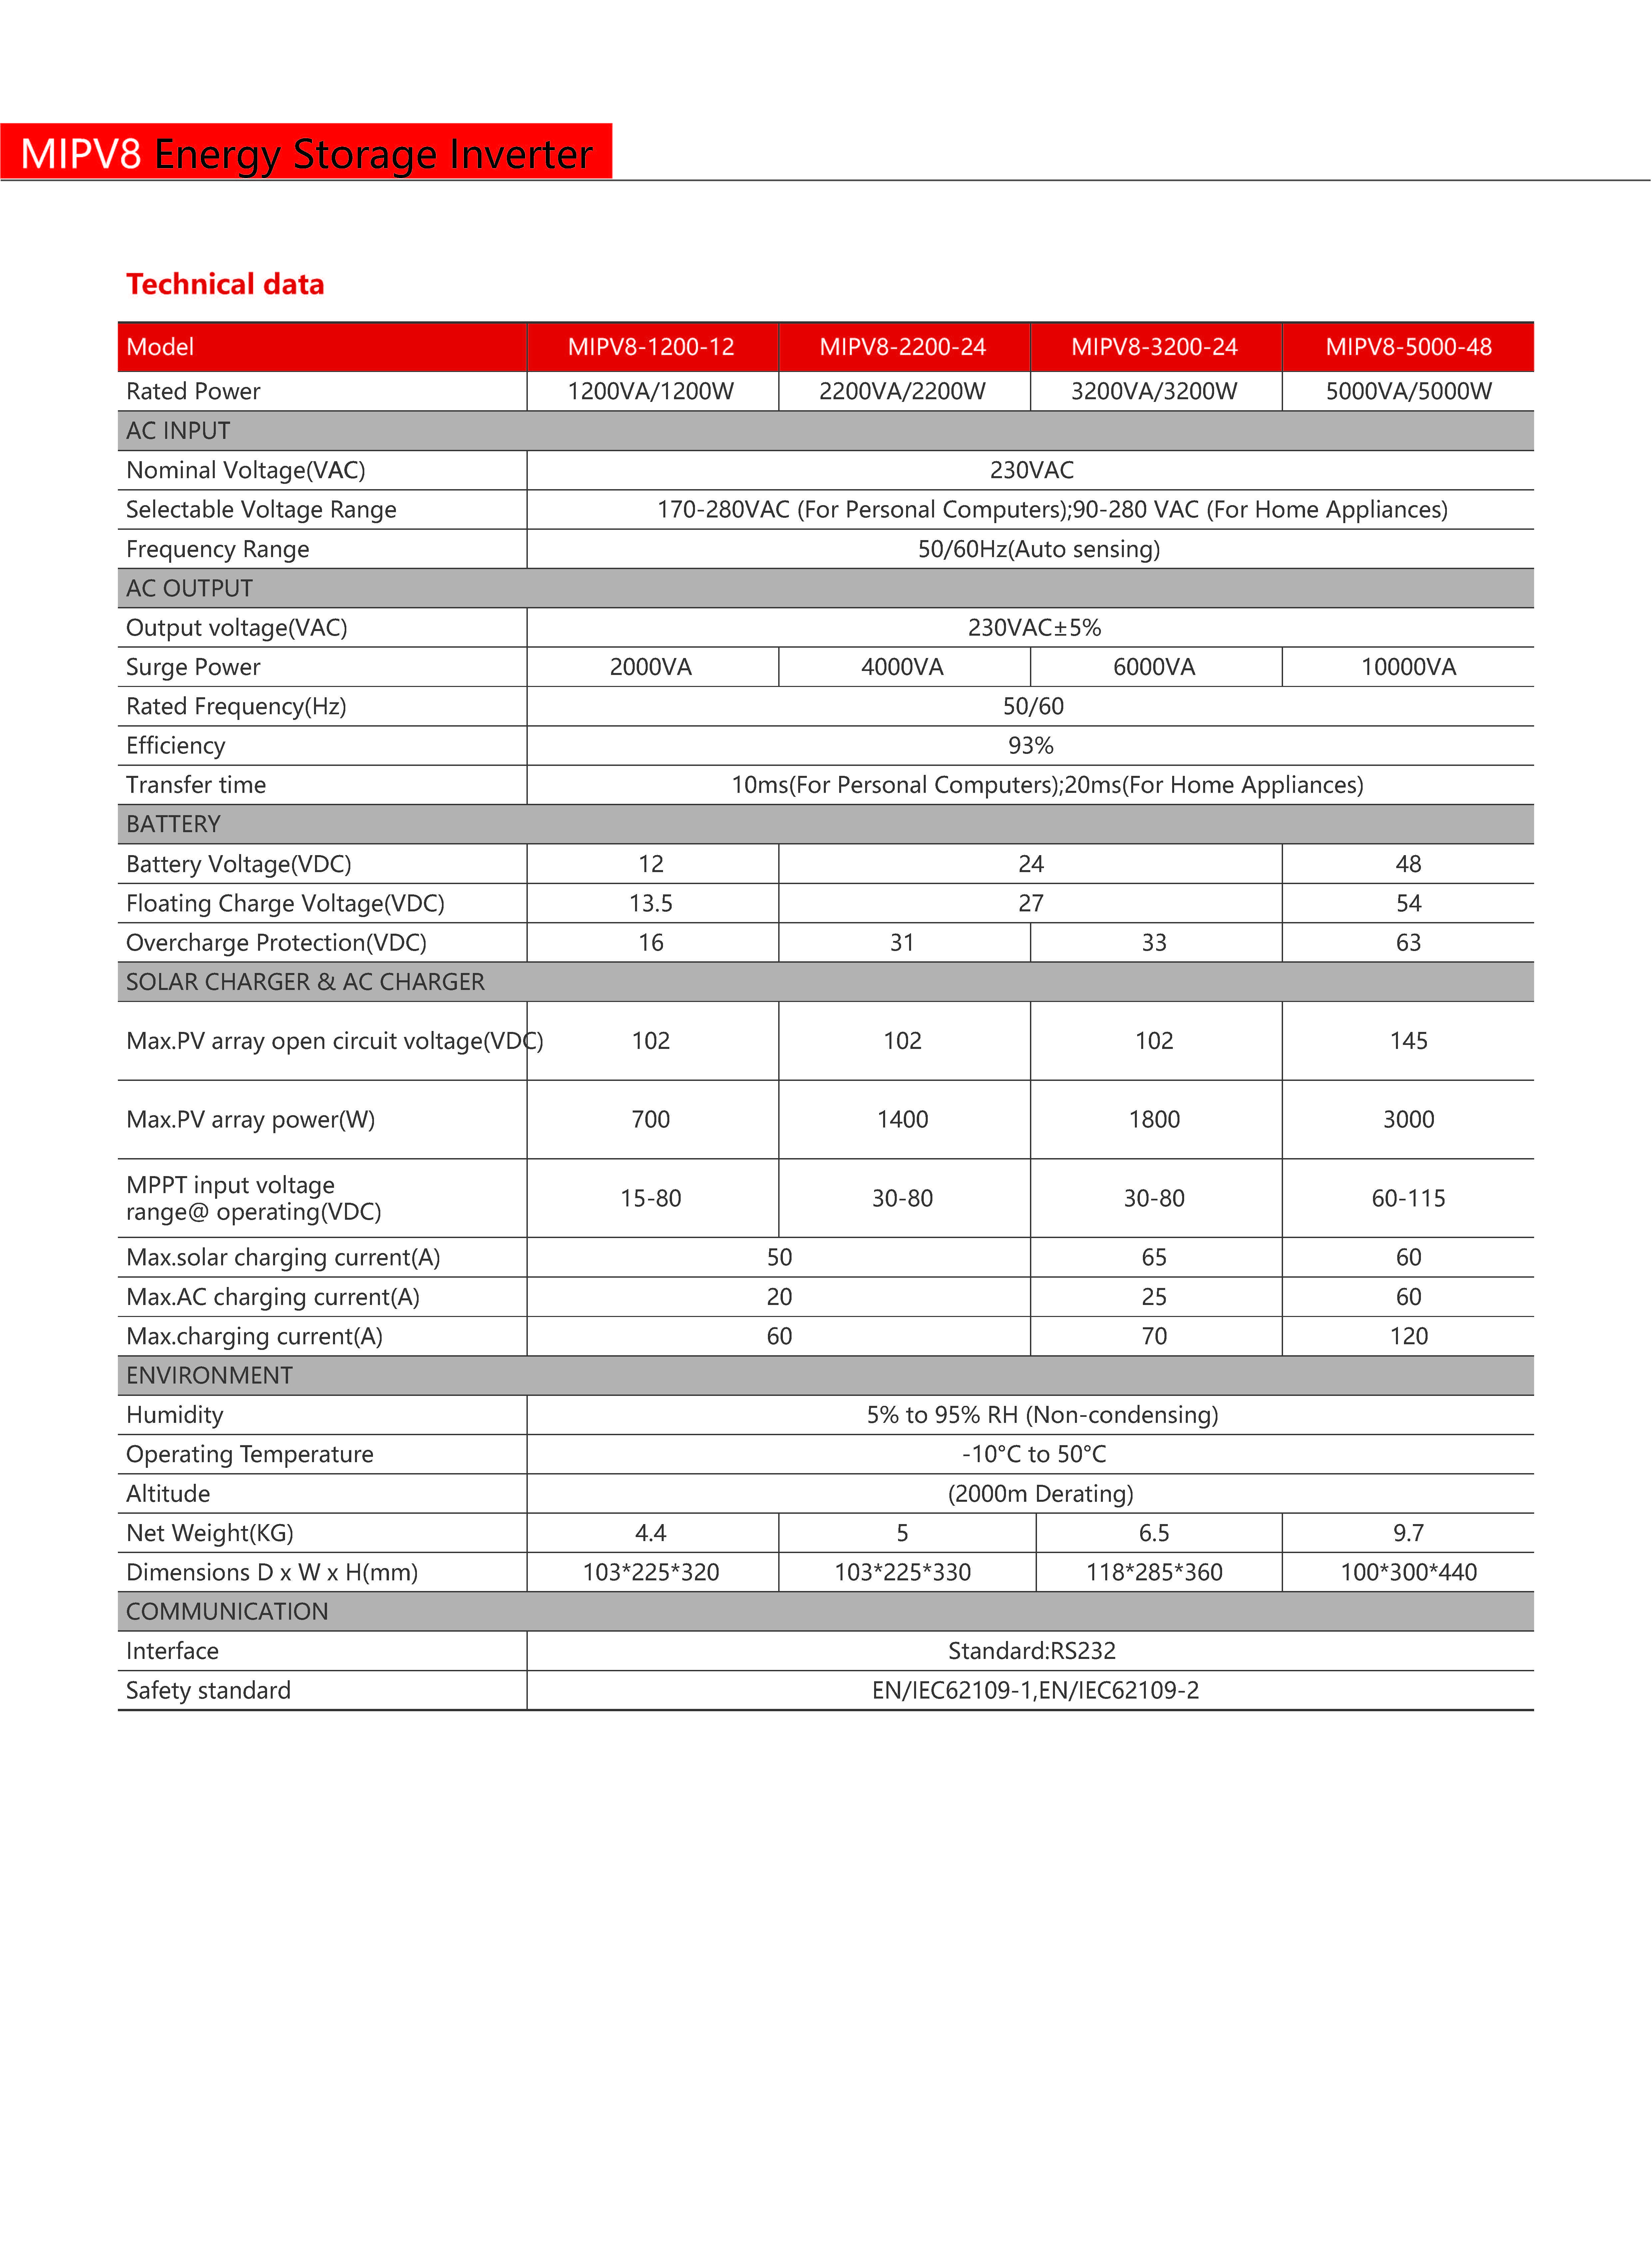 MIPV8 Energy Storage Inverter
Technical data
Model MIPV8-1200-12 MIPV8-2200-24 MIPV8-3200-24 MIPV8-5000-48
Rated Power 1200VA/1200W 2200VA/2200W 3200VA/3200W 5000VA/5000W
AC INPUT
Nominal Voltage(VAC) 230VAC
Selectable Voltage Range 170-280VAC (For Personal Computers);90-280 VAC (For Home Appliances)
Frequency Range 50/60Hz(Auto sensing)
AC OUTPUT
Output voltage(VAC) 230VAC±5%
Surge Power 2000VA 4000VA 6000VA 10000VA
Rated Frequency(Hz) 50/60
Efficiency 93%
Transfer time 10ms(For Personal Computers);20ms(For Home Appliances)
BATTERY
Battery Voltage(VDC) 12 24 48
Floating Charge Voltage(VDC) 13.5 27 54
Overcharge Protection(VDC) 16 31 33 63
SOLAR CHARGER & AC CHARGER
Max.PV array open circuit voltage(VDC) 102 102 102 145
Max.PV array power(W) 700 1400 1800 3000
MPPT input voltage
range@ operating(VDC) 15-80 30-80 30-80 60-115
Max.solar charging current(A) 50 65 60
Max.AC charging current(A) 20 25 60
Max.charging current(A) 60 70 120
ENVIRONMENT
Humidity 5% to 95% RH (Non-condensing)
Operating Temperature -10°C to 50°C
Altitude (2000m Derating)
Net Weight(KG) 4.4 5 6.5 9.7
Dimensions D x W x H(mm) 103*225*320 103*225*330 118*285*360 100*300*440
COMMUNICATION
Interface Standard:RS232
Safety standard EN/IEC62109-1,EN/IEC62109-2